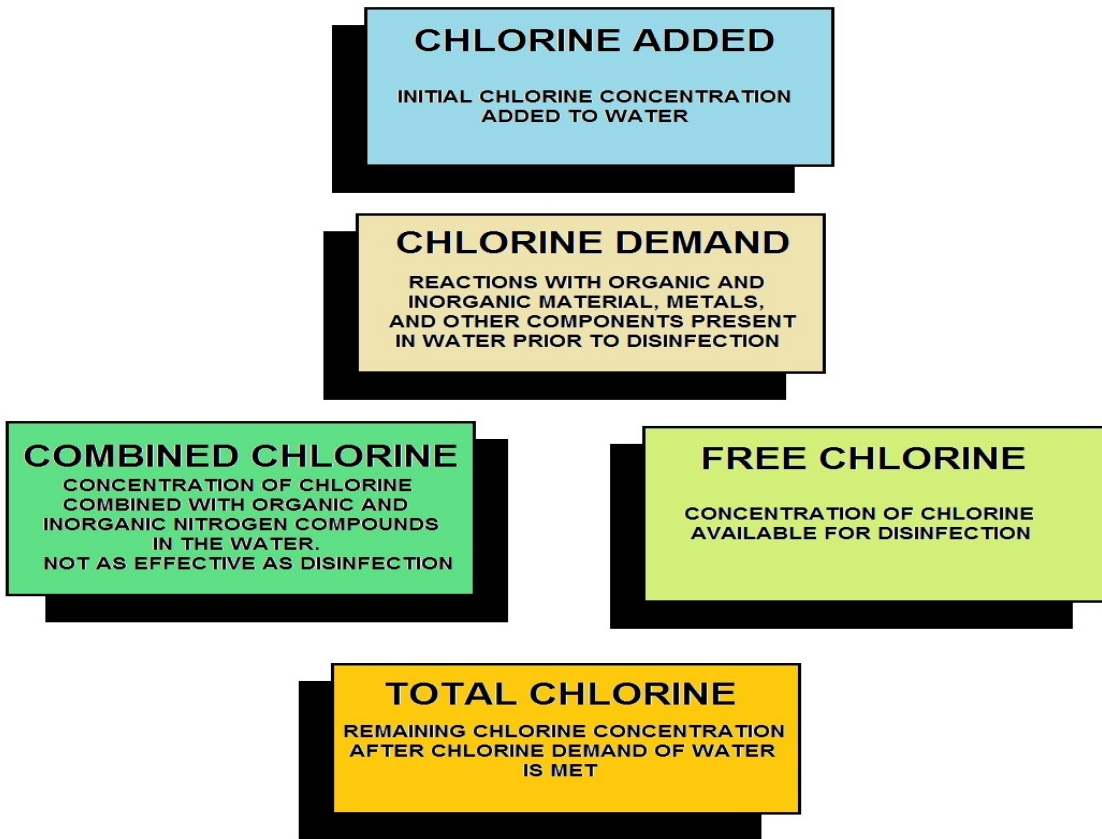 CHLORINE ADDED
INITIAL CHLORINE CONCENTRATION
ADDED TO WATER
CHLORINE DEMAND
REACTIONS WITH ORGANIC AND
INORGANIC MATERIAL, METALS,
AND OTHER COMPONENTS PRESENT
IN WATER PRIOR TO DISINFECTION
COMBINED CHLORINE
CONCENTRATION OF CHLORINE
COMBINED WITH ORGANIC AND
INORGANIC NITROGEN COMPOUNDS
IN THE WATER.
NOT AS EFFECTIVE AS DISINFECTION
FREE CHLORINE
CONCENTRATION OF CHLORINE
AVAILABLE FOR DISINFECTION
TOTAL CHLORINE
REMAINING CHLORINE CONCENTRATION
AFTER CHLORINE DEMAND OF WATER
IS MET